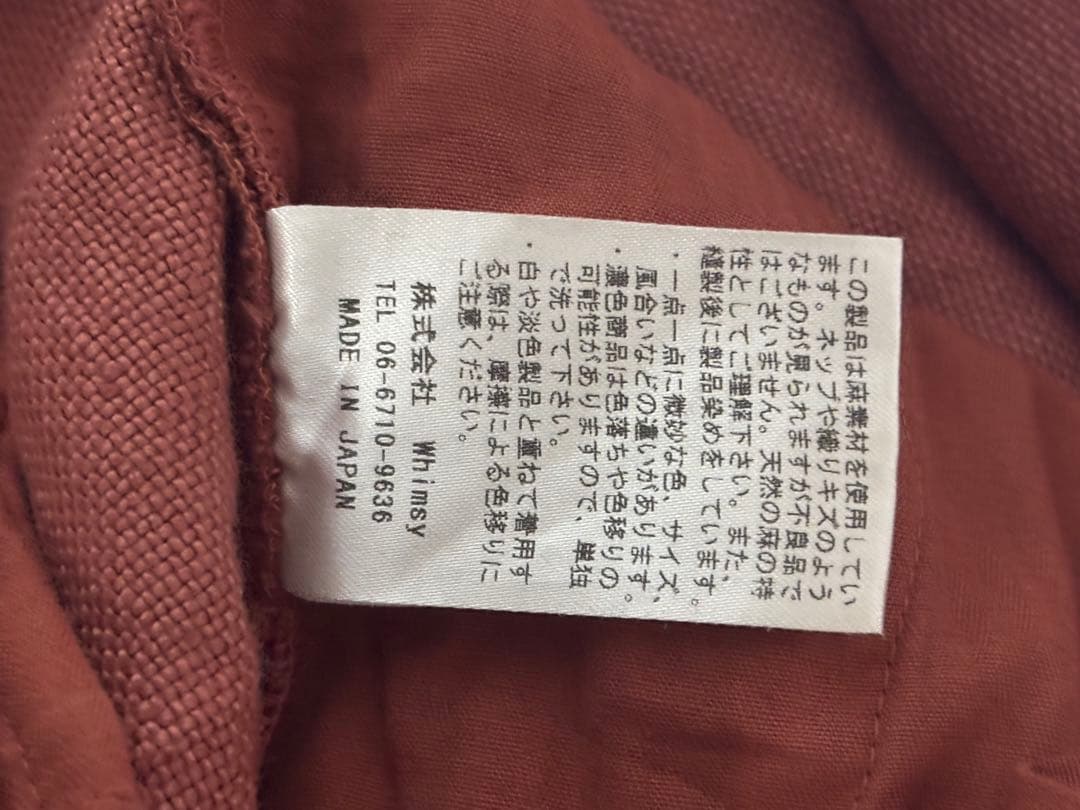 この製品は麻素材を使用してい
ます。ネップや織りキズのよう
なものが見られますが不良品で
はございません。天然の麻の特
性としてご理解下さい。また、
縫製後に製品染めをしています。
・一点一点に微妙な色、サイズ、
風合いなどの違いがあります。
・濃色商品は色落ちや色移りの
可能性がありますので、単独
で洗って下さい。
・白や淡色製品と重ねて着用す
る際は、摩擦による色移りに
ご注意ください。
株式会社 Whimsy
TEL 06-6710-9636
MADE IN JAPAN